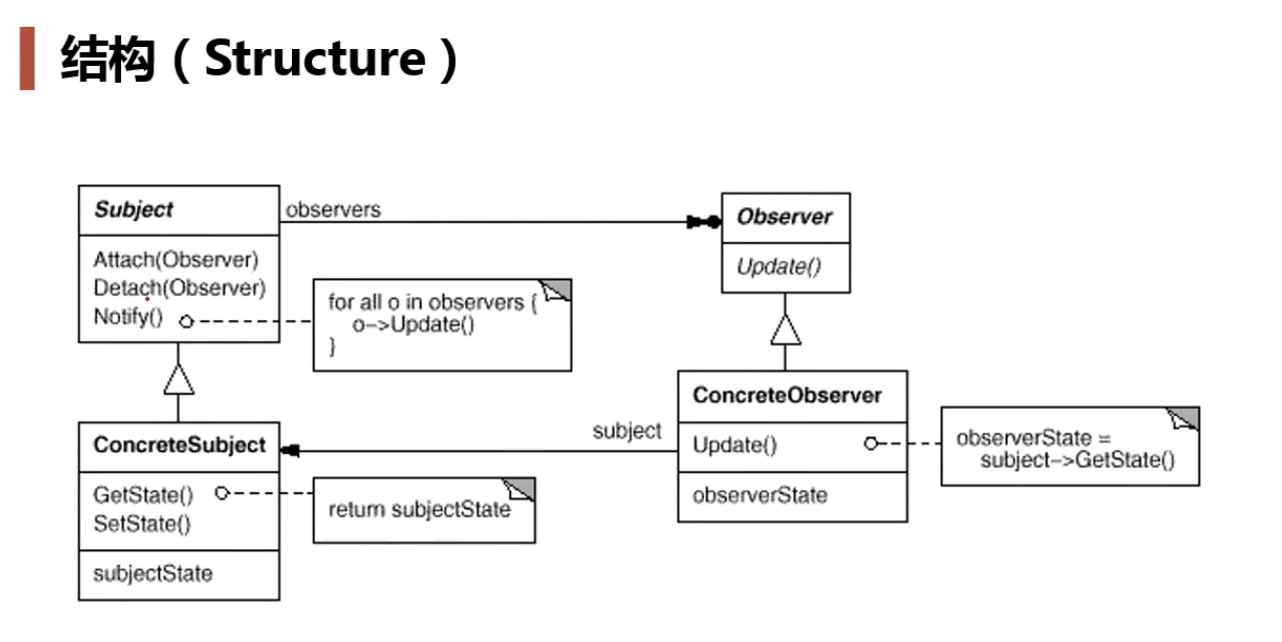 结构（Structure）
Subject
Attach(Observer)
Detach(Observer)
Notify()
observers
Observer
Update()
for all o in observers {
o->Update()
}
ConcreteSubject
GetState()
SetState()
subjectState
return subjectState
subject
ConcreteObserver
Update()
observerState
observerState =
subject->GetState()